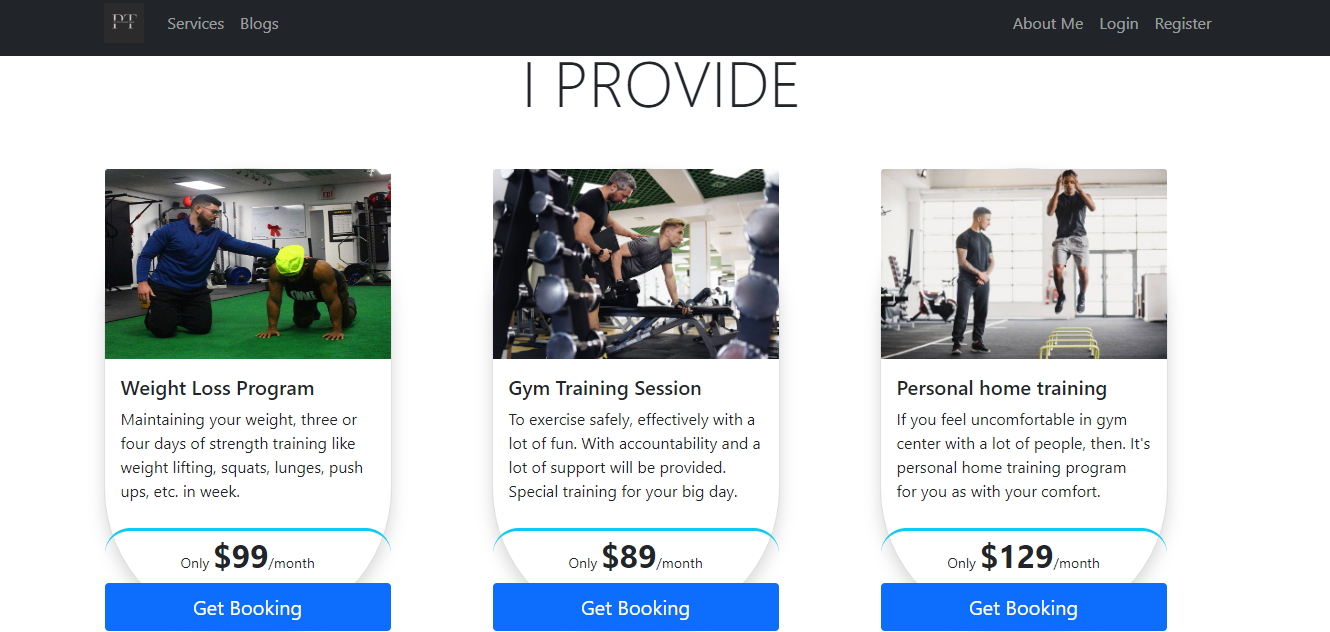 PT
Services Blogs About Me Login Register
I PROVIDE
Weight Loss Program
Maintaining your weight, three or
four days of strength training like
weight lifting, squats, lunges, push
ups, etc. in week.
Only $99/month
Get Booking
Gym Training Session
To exercise safely, effectively with a
lot of fun. With accountability and a
lot of support will be provided.
Special training for your big day.
Only $89/month
Get Booking
Personal home training
If you feel uncomfortable in gym
center with a lot of people, then. It's
personal home training program
for you as with your comfort.
Only $129/month
Get Booking